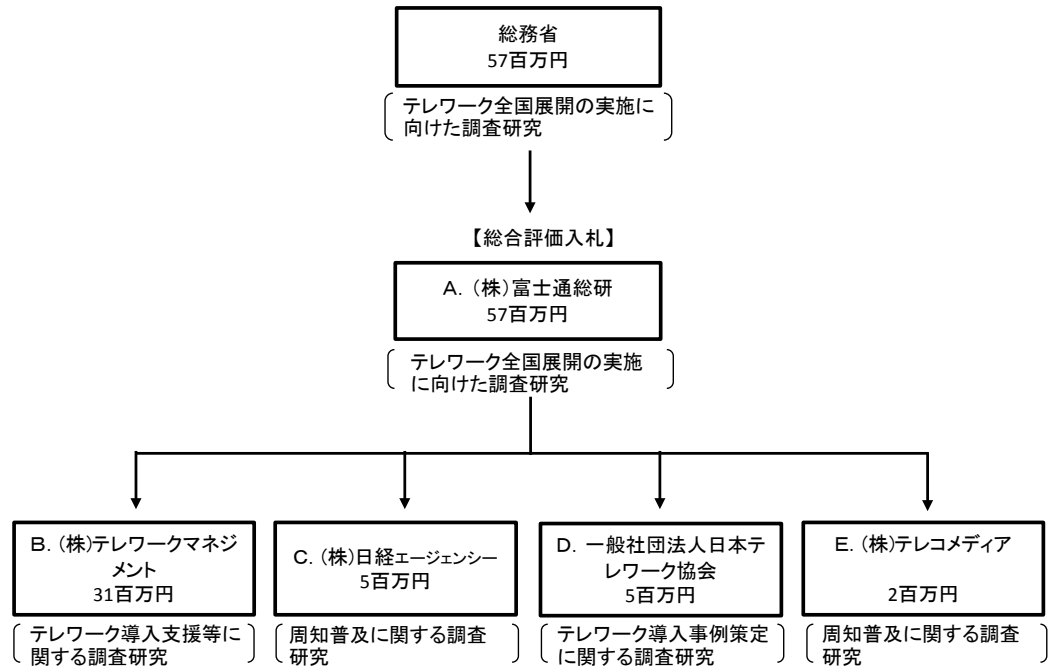 総務省
57百万円
テレワーク全国展開の実施に
向けた調査研究
【総合評価入札】
A.（株）富士通総研
57百万円
テレワーク全国展開の実施
に向けた調査研究
B.（株）テレワークマネジ
メント
31百万円
テレワーク導入支援等に
関する調査研究
C.（株）日経エージェンシー
5百万円
周知普及に関する調査
研究
D. 一般社団法人日本テ
レワーク協会
5百万円
テレワーク導入事例策定
に関する調査研究
E.（株）テレコメディア
2百万円
周知普及に関する調査
研究